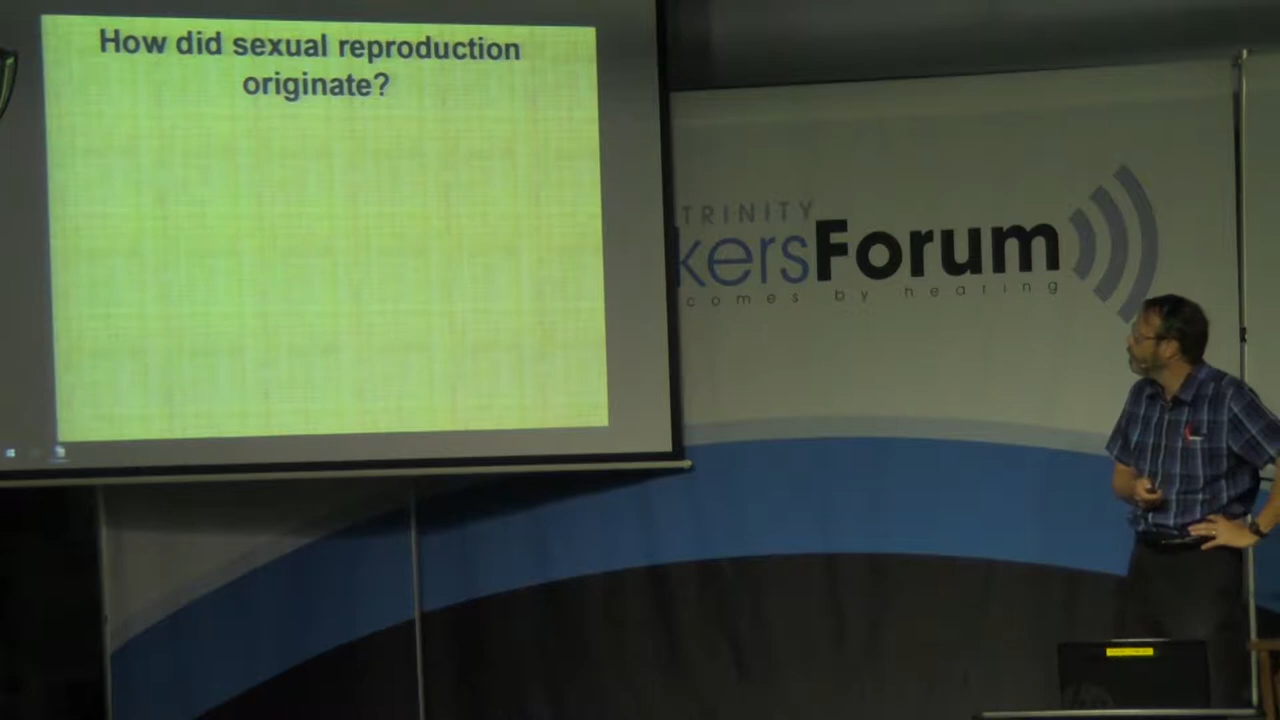 How did sexual reproduction
originate?
TRINITY
kersForum
comes by hearing